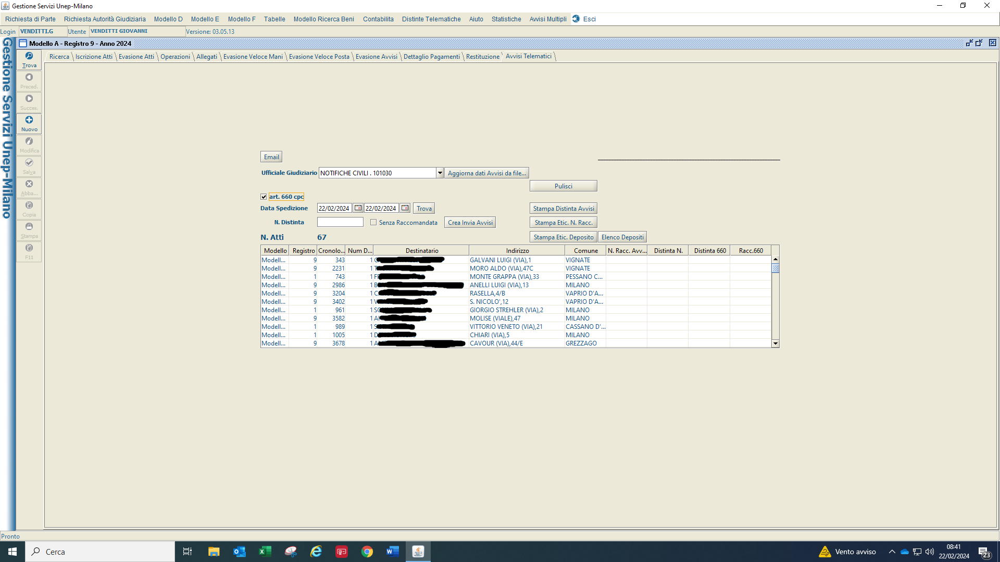 Gestione Servizi Unep-Milano
Richiesta di Parte Richiesta Autorità Giudiziaria Modello D Modello E Modello F Tabelle Modello Ricerca Beni Contabilita Distinte Telematiche Aiuto Statistiche Avvisi Multipli Esci
Login VENDITTI.G Utente VENDITTI GIOVANNI Versione: 03.05.13
Gestione Servizi Unep-Milano
Modello A - Registro 9 - Anno 2024
Ricerca Iscrizione Atti Evasione Atti Operazioni Allegati Evasione Veloce Mani Evasione Veloce Posta Evasione Avvisi Dettaglio Pagamenti Restituzione Avvisi Telematici
Trova
Preced.
Succes.
Nuovo
Modifica
Salva
Abba...
Copia
Stampa
F11
Email
Ufficiale Giudiziario NOTIFICHE CIVILI . 101030 Aggiorna dati Avvisi da file...
Pulisci
art. 660 cpc
Data Spedizione 22/02/2024 22/02/2024 Trova Stampa Distinta Avvisi
N. Distinta Senza Raccomandata Crea Invia Avvisi Stampa Etic. N. Racc.
N. Atti 67 Stampa Etic. Deposito Elenco Depositi
Modello Registro Cronolo... Num D... Destinatario Indirizzo Comune N. Racc. Avv... Distinta N. Distinta 660 Racc.660
Modell... 9 343 1 GALVANI LUIGI (VIA),1 VIGNATE
Modell... 9 2231 1 MORO ALDO (VIA),47C VIGNATE
Modell... 1 743 1 MONTE GRAPPA (VIA),33 PESSANO C...
Modell... 9 2986 1 ANELLI LUIGI (VIA),13 MILANO
Modell... 9 3204 1 RASELLA,4/B VAPRIO D'A...
Modell... 9 3402 1 S. NICOLO',12 VAPRIO D'A...
Modell... 1 961 1 GIORGIO STREHLER (VIA),2 MILANO
Modell... 9 3582 1 MOLISE (VIALE),47 MILANO
Modell... 1 989 1 VITTORIO VENETO (VIA),21 CASSANO D'...
Modell... 1 1005 1 CHIARI (VIA),5 MILANO
Modell... 9 3678 1 CAVOUR (VIA),44/E GREZZAGO
Pronto
Cerca
Vento avviso
08:41
22/02/2024
23